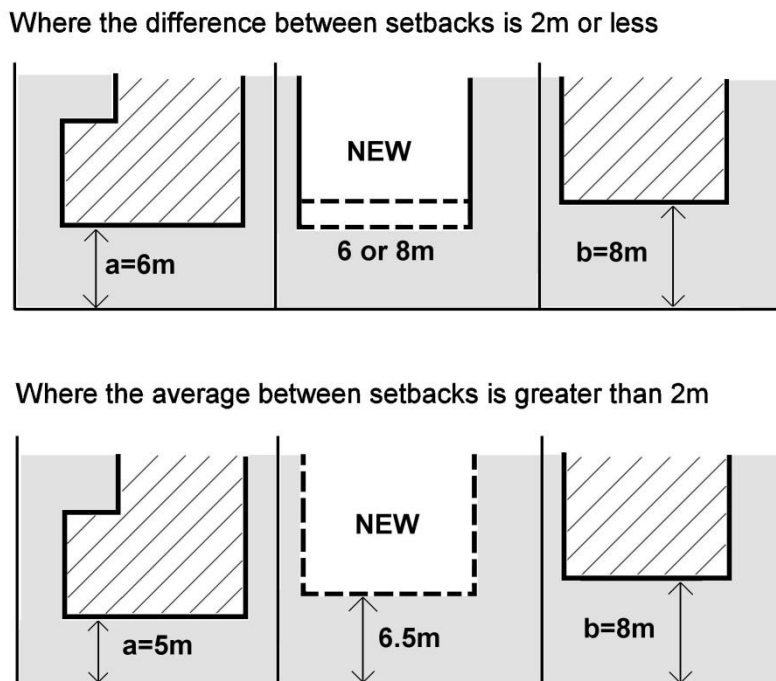 Where the difference between setbacks is 2m or less
NEW
a=6m
6 or 8m
b=8m
Where the average between setbacks is greater than 2m
NEW
a=5m
6.5m
b=8m